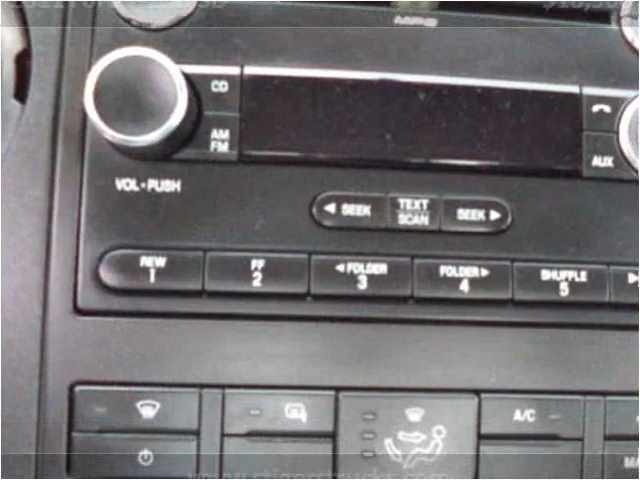 MP3
CD
AM
FM
AUX
VOL - PUSH
SEEK
TEXT
SCAN
SEEK
REW
1
FF
2
FOLDER
3
FOLDER
4
SHUFFLE
5
A/C